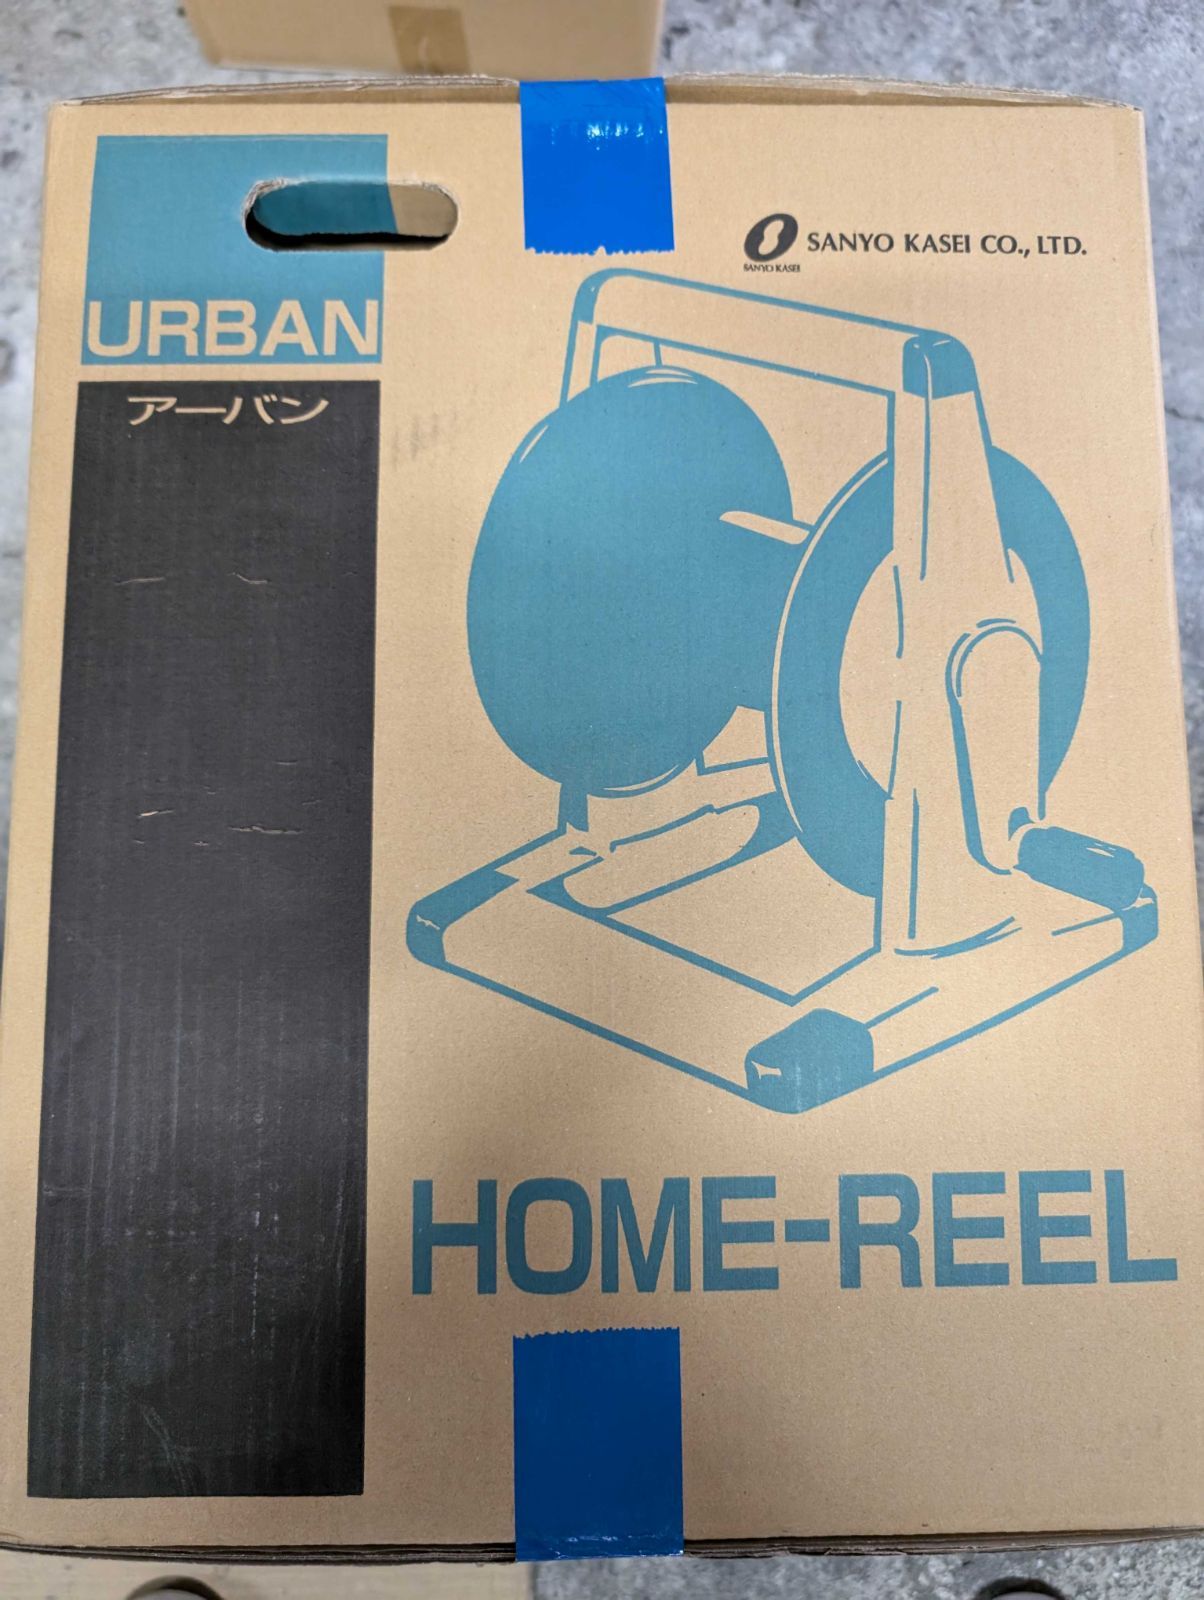 URBAN
アーバン
SANYO KASEI CO., LTD.
SANYO KASEI
HOME-REEL